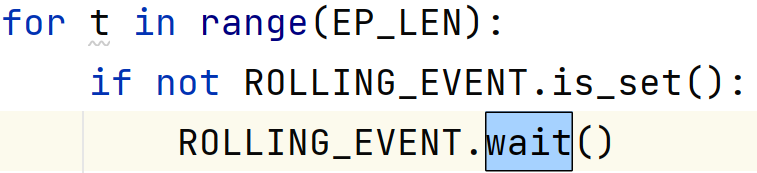 for t in range(EP_LEN):
if not ROLLING_EVENT.is_set():
ROLLING_EVENT.wait()